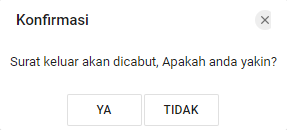 Konfirmasi
Surat keluar akan dicabut, Apakah anda yakin?
YA
TIDAK